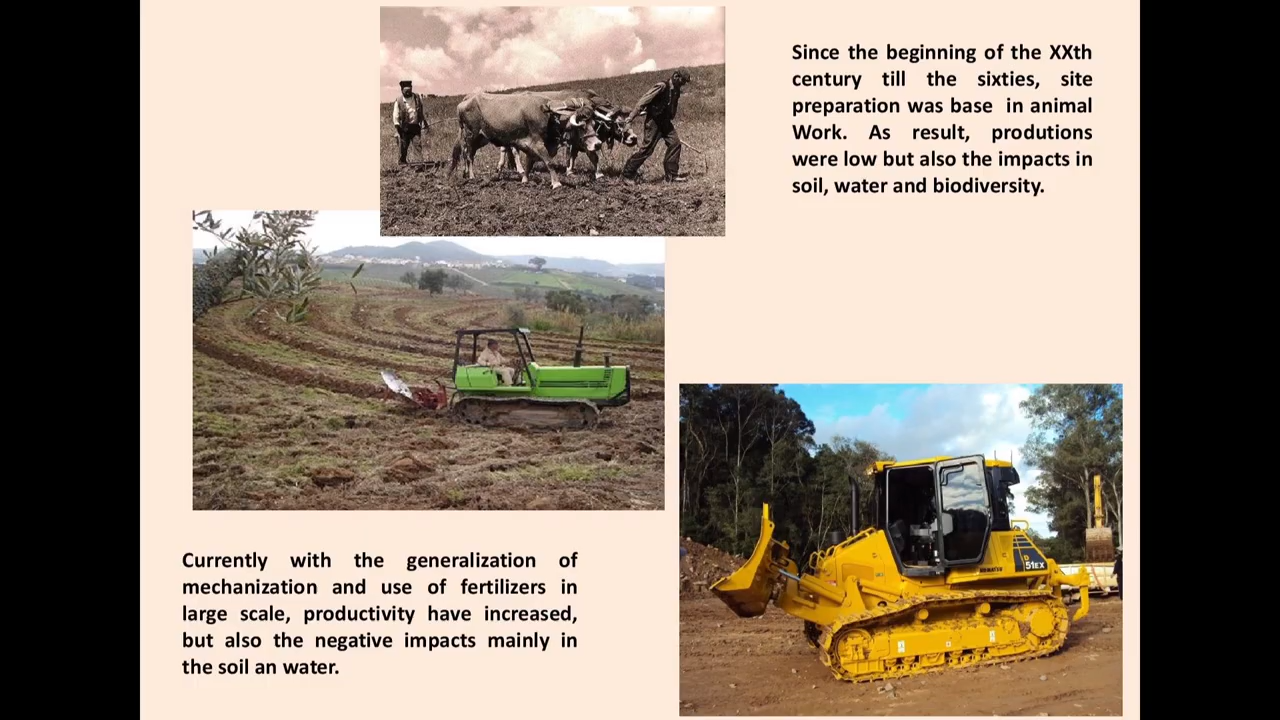 Since the beginning of the XXth
century till the sixties, site
preparation was base in animal
Work. As result, produtions
were low but also the impacts in
soil, water and biodiversity.
Currently with the generalization of
mechanization and use of fertilizers in
large scale, productivity have increased,
but also the negative impacts mainly in
the soil an water.
KOMATSU
D
51EX